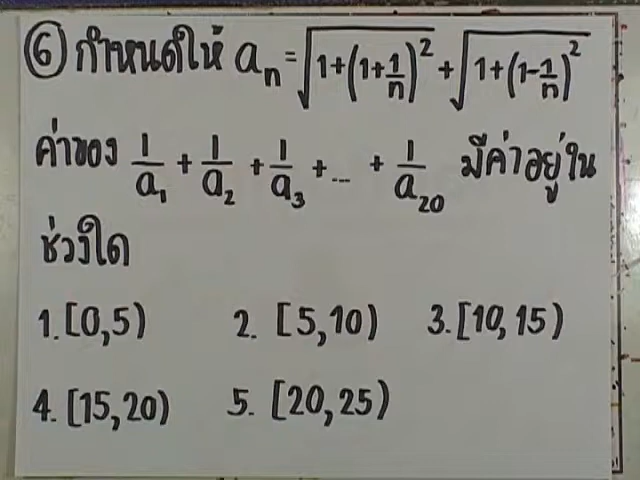 6 กำหนดให้ aₙ = √(1+(1+1/n)²) + √(1+(1-1/n)²)
ค่าของ 1/a₁ + 1/a₂ + 1/a₃ + ... + 1/a₂₀ มีค่าอยู่ใน
ช่วงใด
1. [0,5) 2. [5,10) 3. [10,15)
4. [15,20) 5. [20,25)